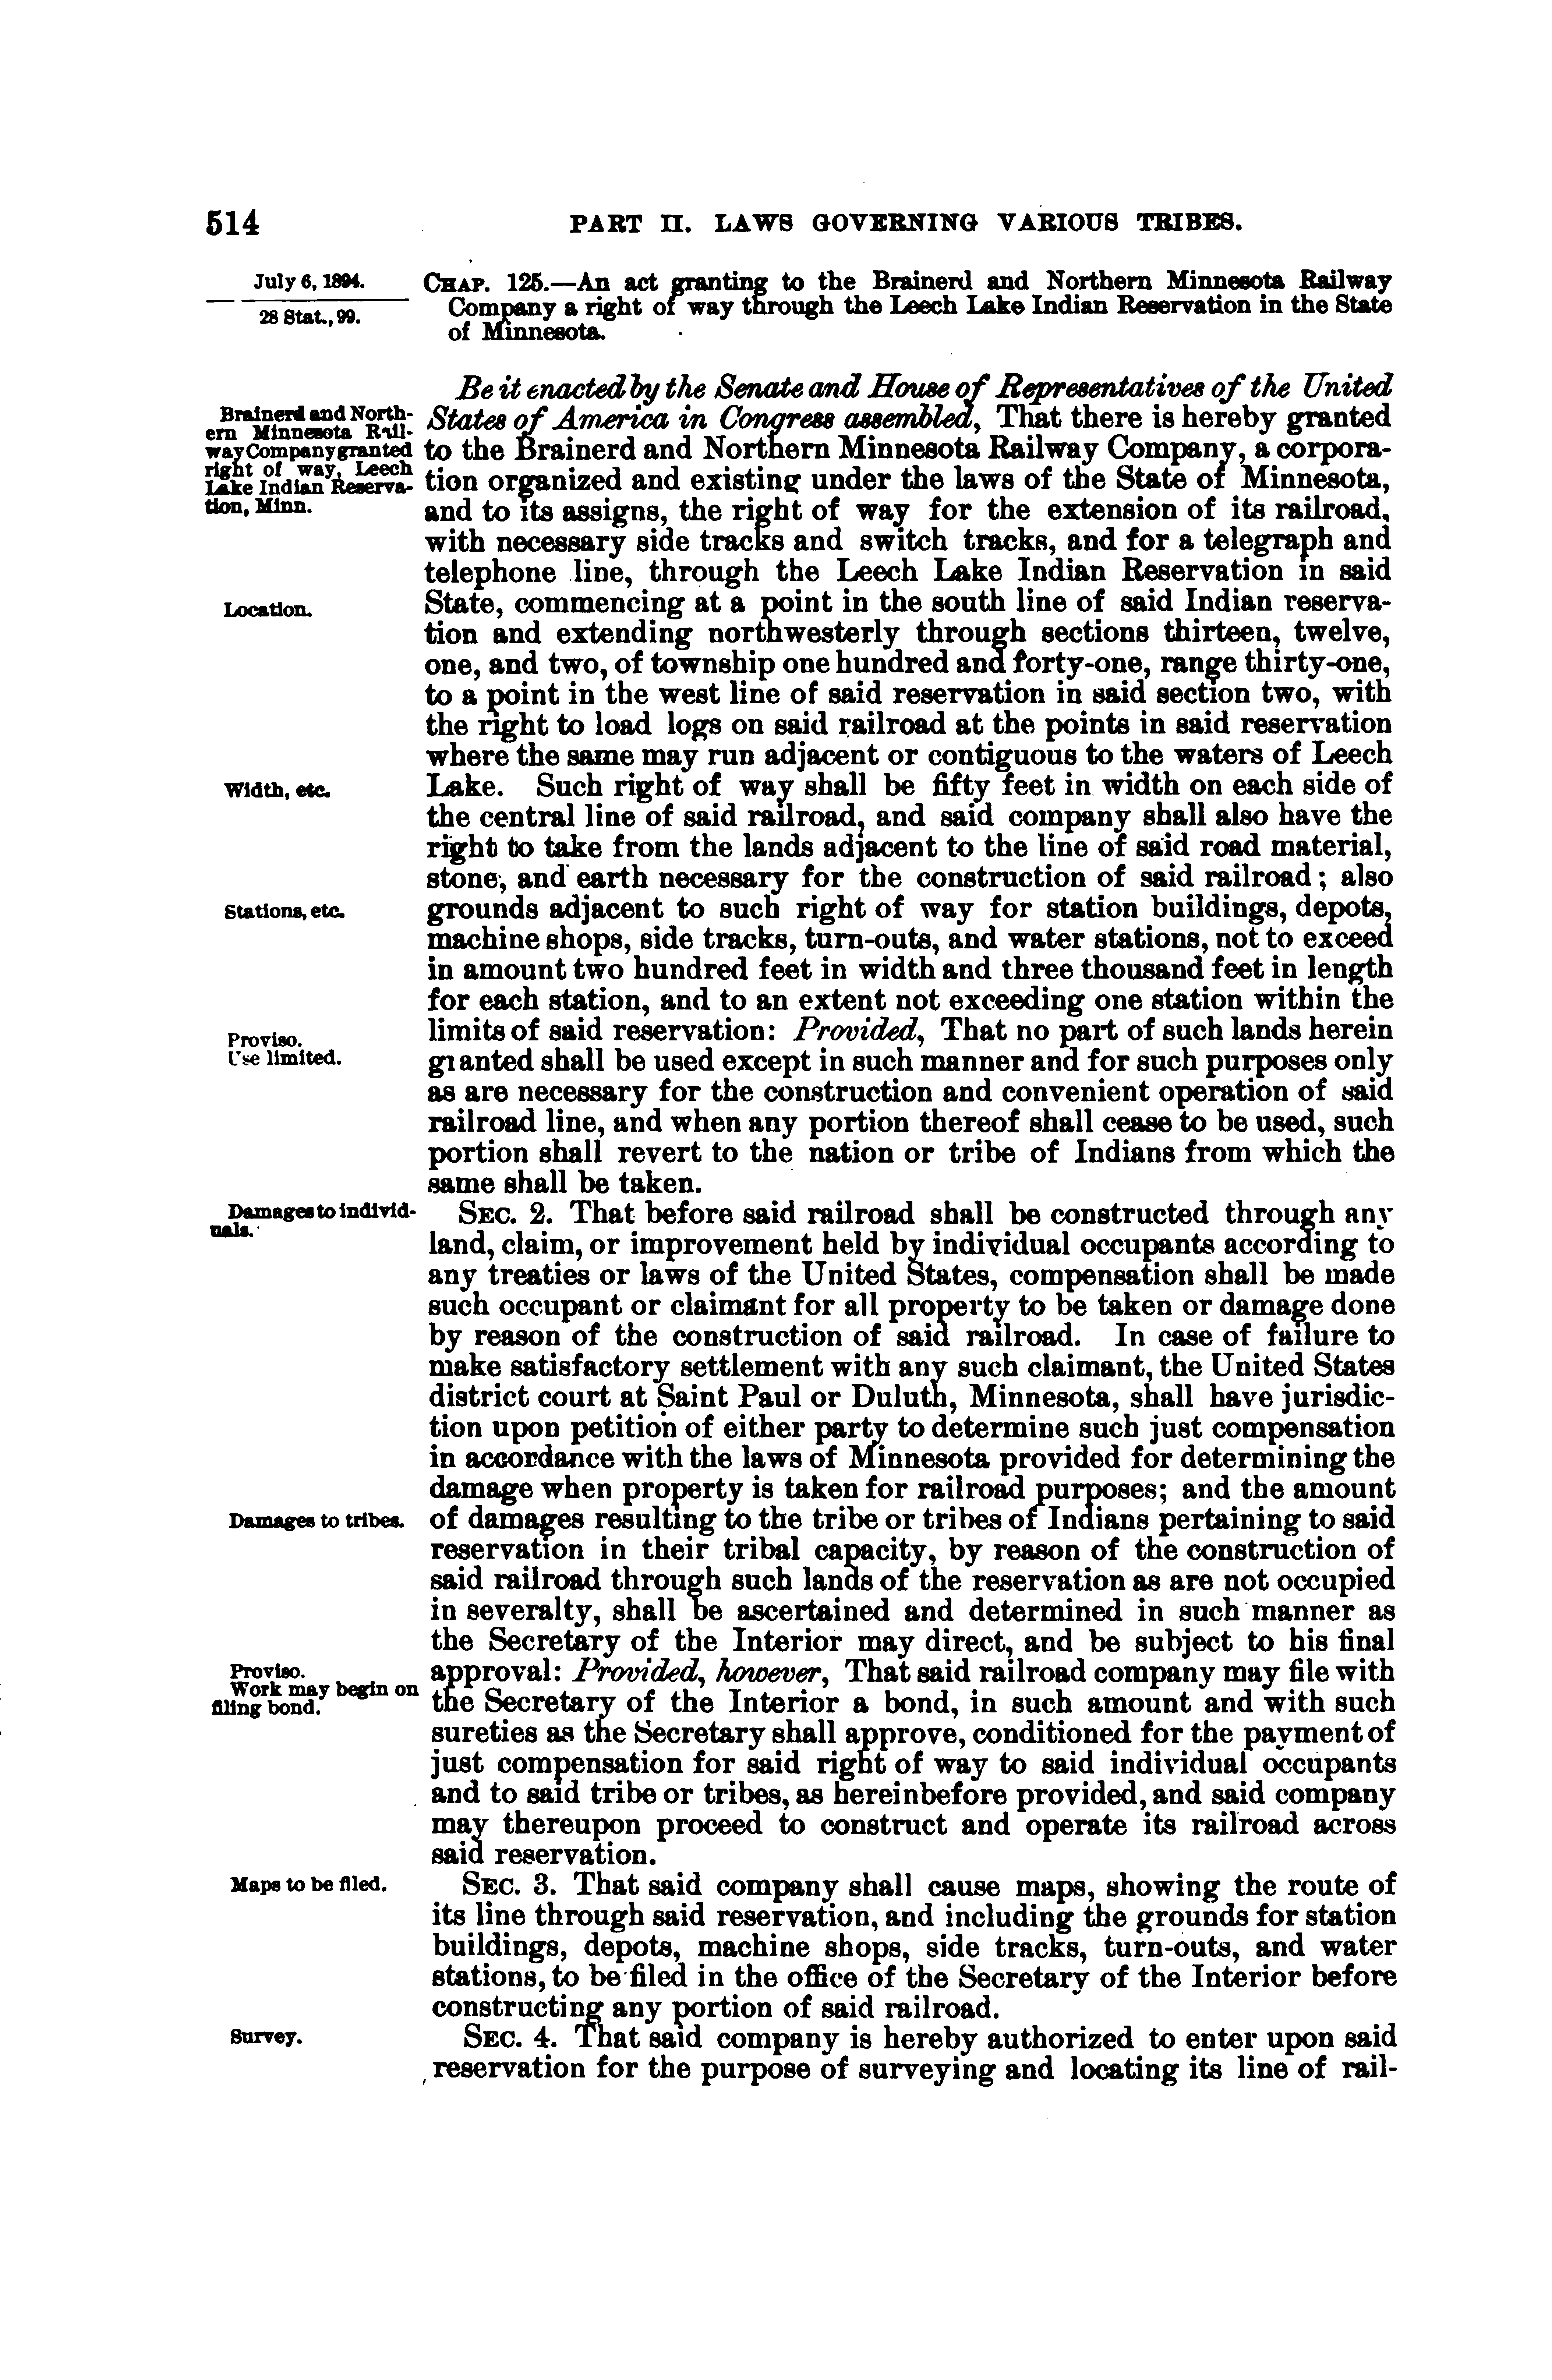 514 PART II. LAWS GOVERNING VARIOUS TRIBES.
July 6, 1894.
28 Stat., 99.
CHAP. 125.—An act granting to the Brainerd and Northern Minnesota Railway
Company a right of way through the Leech Lake Indian Reservation in the State
of Minnesota.
Be it enacted by the Senate and House of Representatives of the United
Brainerd and North-
ern Minnesota Rail-
way Company granted
right of way, Leech
Lake Indian Reserva-
tion, Minn.
States of America in Congress assembled, That there is hereby granted
to the Brainerd and Northern Minnesota Railway Company, a corpora-
tion organized and existing under the laws of the State of Minnesota,
and to its assigns, the right of way for the extension of its railroad,
with necessary side tracks and switch tracks, and for a telegraph and
telephone line, through the Leech Lake Indian Reservation in said
Location.
State, commencing at a point in the south line of said Indian reserva-
tion and extending northwesterly through sections thirteen, twelve,
one, and two, of township one hundred and forty-one, range thirty-one,
to a point in the west line of said reservation in said section two, with
the right to load logs on said railroad at the points in said reservation
where the same may run adjacent or contiguous to the waters of Leech
Width, etc.
Lake. Such right of way shall be fifty feet in width on each side of
the central line of said railroad, and said company shall also have the
right to take from the lands adjacent to the line of said road material,
stone, and earth necessary for the construction of said railroad; also
Stations, etc.
grounds adjacent to such right of way for station buildings, depots,
machine shops, side tracks, turn-outs, and water stations, not to exceed
in amount two hundred feet in width and three thousand feet in length
for each station, and to an extent not exceeding one station within the
Proviso.
Use limited.
limits of said reservation: Provided, That no part of such lands herein
granted shall be used except in such manner and for such purposes only
as are necessary for the construction and convenient operation of said
railroad line, and when any portion thereof shall cease to be used, such
portion shall revert to the nation or tribe of Indians from which the
same shall be taken.
Damages to individ-
uals.
SEC. 2. That before said railroad shall be constructed through any
land, claim, or improvement held by individual occupants according to
any treaties or laws of the United States, compensation shall be made
such occupant or claimant for all property to be taken or damage done
by reason of the construction of said railroad. In case of failure to
make satisfactory settlement with any such claimant, the United States
district court at Saint Paul or Duluth, Minnesota, shall have jurisdic-
tion upon petition of either party to determine such just compensation
in accordance with the laws of Minnesota provided for determining the
damage when property is taken for railroad purposes; and the amount
Damages to tribes.
of damages resulting to the tribe or tribes of Indians pertaining to said
reservation in their tribal capacity, by reason of the construction of
said railroad through such lands of the reservation as are not occupied
in severalty, shall be ascertained and determined in such manner as
the Secretary of the Interior may direct, and be subject to his final
Proviso.
Work may begin on
filing bond.
approval: Provided, however, That said railroad company may file with
the Secretary of the Interior a bond, in such amount and with such
sureties as the Secretary shall approve, conditioned for the payment of
just compensation for said right of way to said individual occupants
and to said tribe or tribes, as hereinbefore provided, and said company
may thereupon proceed to construct and operate its railroad across
said reservation.
Maps to be filed.
SEC. 3. That said company shall cause maps, showing the route of
its line through said reservation, and including the grounds for station
buildings, depots, machine shops, side tracks, turn-outs, and water
stations, to be filed in the office of the Secretary of the Interior before
constructing any portion of said railroad.
Survey.
SEC. 4. That said company is hereby authorized to enter upon said
reservation for the purpose of surveying and locating its line of rail-